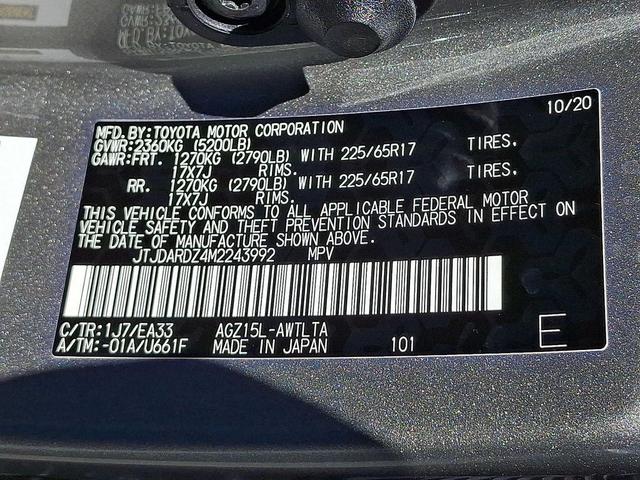 10/20
MFD. BY: TOYOTA MOTOR CORPORATION
GVWR: 2360KG (5200LB)
GAWR: FRT. 1270KG (2790LB) WITH 225/65R17 TIRES.
17X7J RIMS.
RR. 1270KG (2790LB) WITH 225/65R17 TIRES.
17X7J RIMS.
THIS VEHICLE CONFORMS TO ALL APPLICABLE FEDERAL MOTOR
VEHICLE SAFETY AND THEFT PREVENTION STANDARDS IN EFFECT ON
THE DATE OF MANUFACTURE SHOWN ABOVE.
JTJDARDZ4M2243992 MPV
C/TR: 1J7/EA33 AGZ15L-AWTLTA
A/TM: -01A/U661F MADE IN JAPAN 101 E